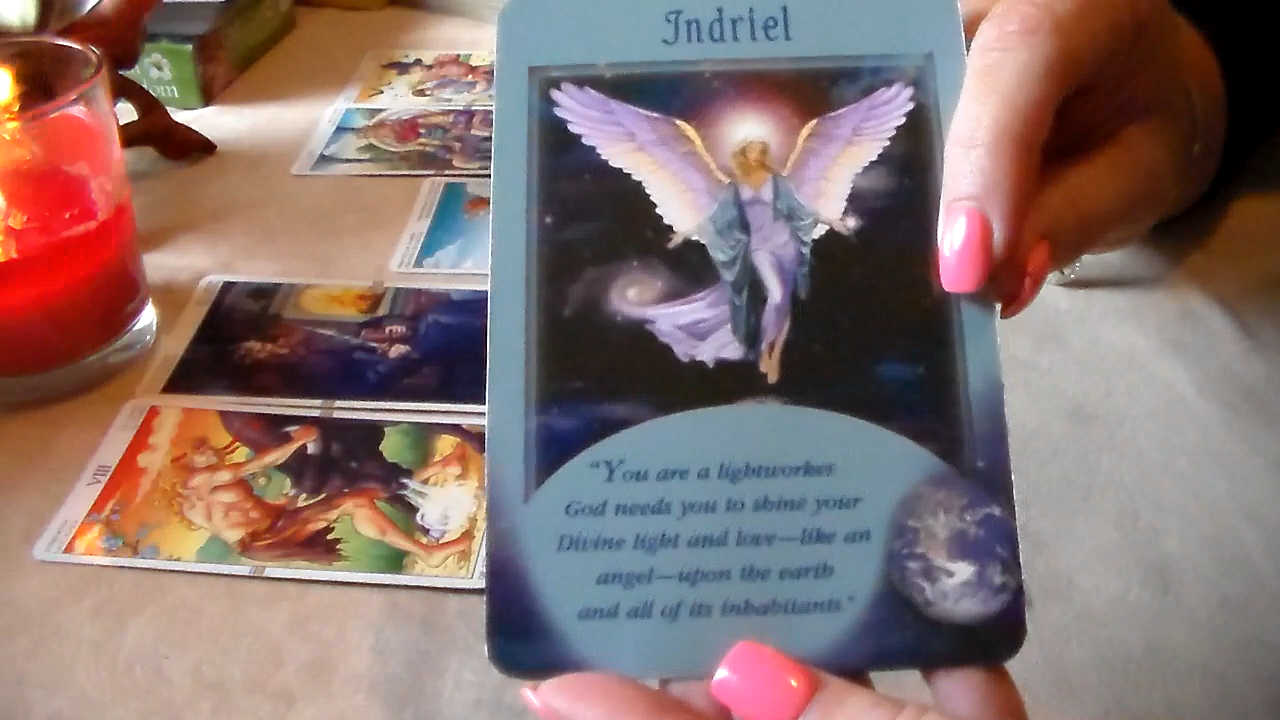 Indriel
"You are a lightworker
God needs you to shine your
Divine light and love—like an
angel—upon the earth
and all of its inhabitants."
VIII